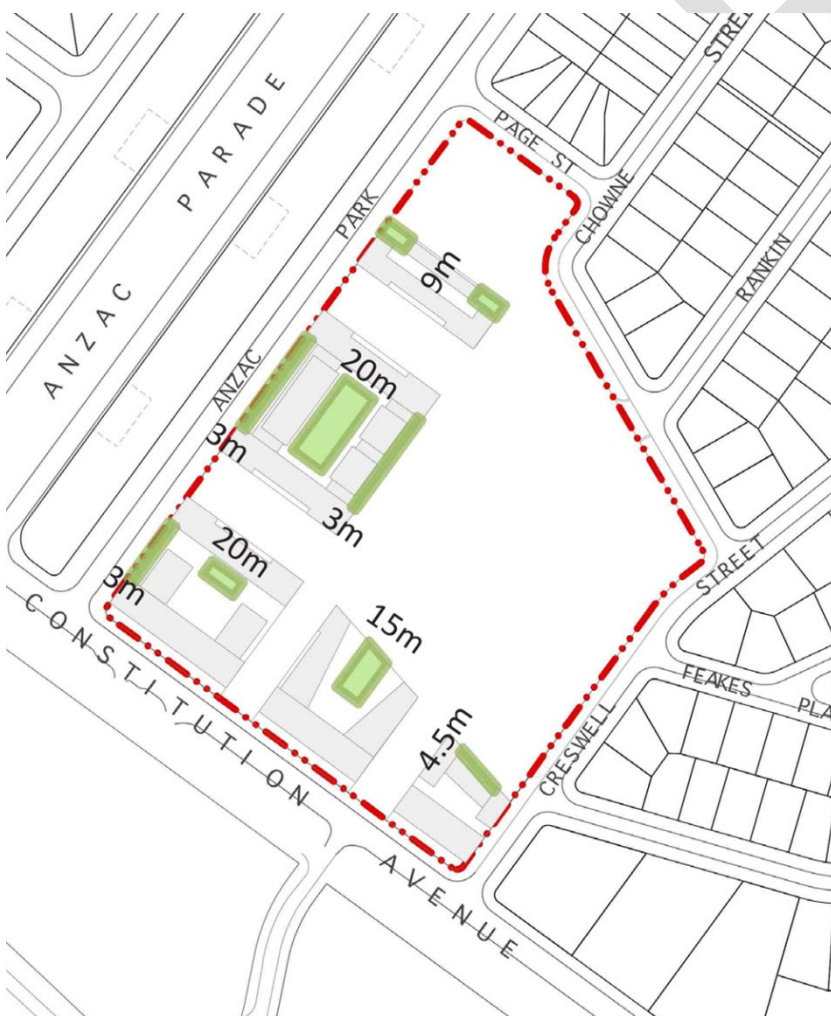 STREE
PAGE ST
ANZAC PARADE
CHOWNE
PARK
RANKIN
9m
ANZAC
20m
3m
3m
20m
3m
STREET
15m
CONSTITUTION
FEAKES
PLA
4.5m
CRESWELL
AVENUE